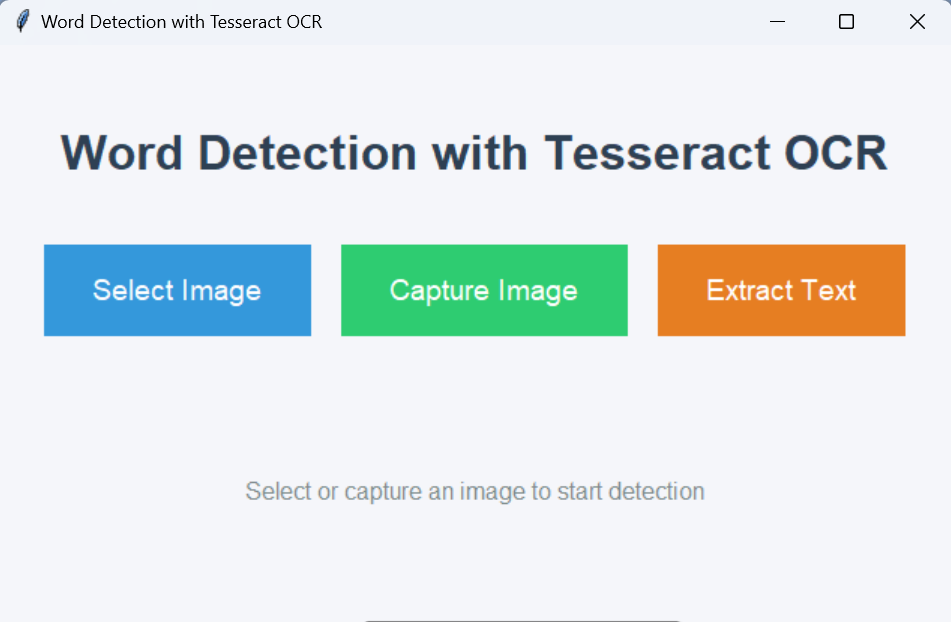 Word Detection with Tesseract OCR
Word Detection with Tesseract OCR
Select Image Capture Image Extract Text
Select or capture an image to start detection